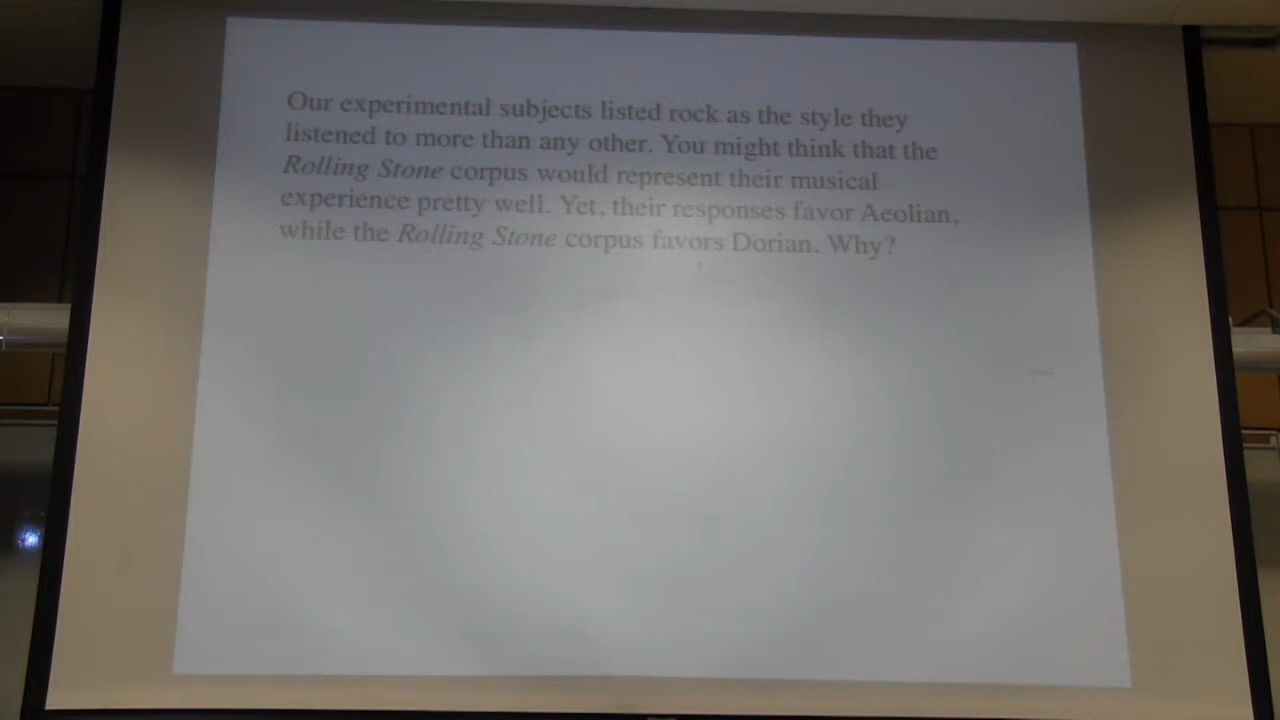 Our experimental subjects listed rock as the style they
listened to more than any other. You might think that the
Rolling Stone corpus would represent their musical
experience pretty well. Yet, their responses favor Aeolian,
while the Rolling Stone corpus favors Dorian. Why?